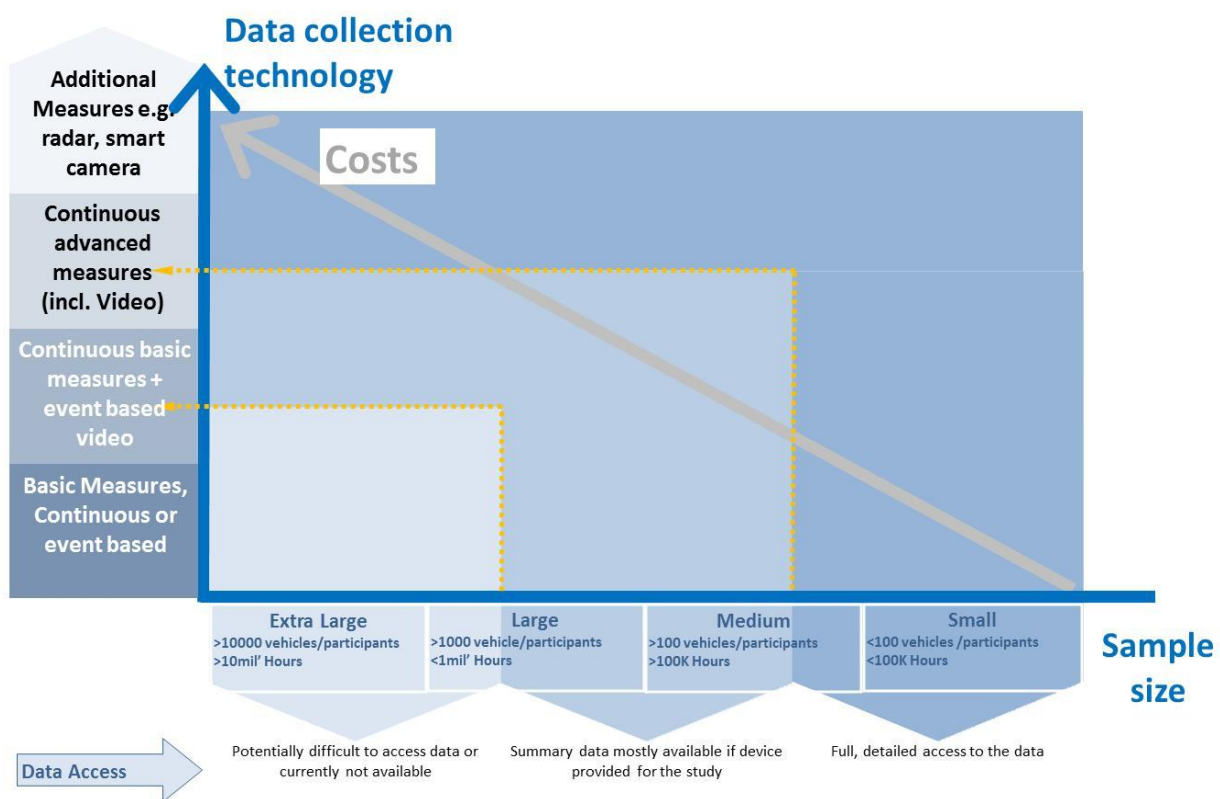 Data collection
technology
Additional
Measures e.g.
radar, smart
camera
Costs
Continuous
advanced
measures
(incl. Video)
Continuous basic
measures +
event based
video
Basic Measures,
Continuous or
event based
Extra Large
>10000 vehicles/participants
>10mil’ Hours
Large
>1000 vehicle/participants
<1mil’ Hours
Medium
>100 vehicles/participants
>100K Hours
Small
<100 vehicles /participants
<100K Hours
Sample
size
Data Access
Potentially difficult to access data or
currently not available
Summary data mostly available if device
provided for the study
Full, detailed access to the data